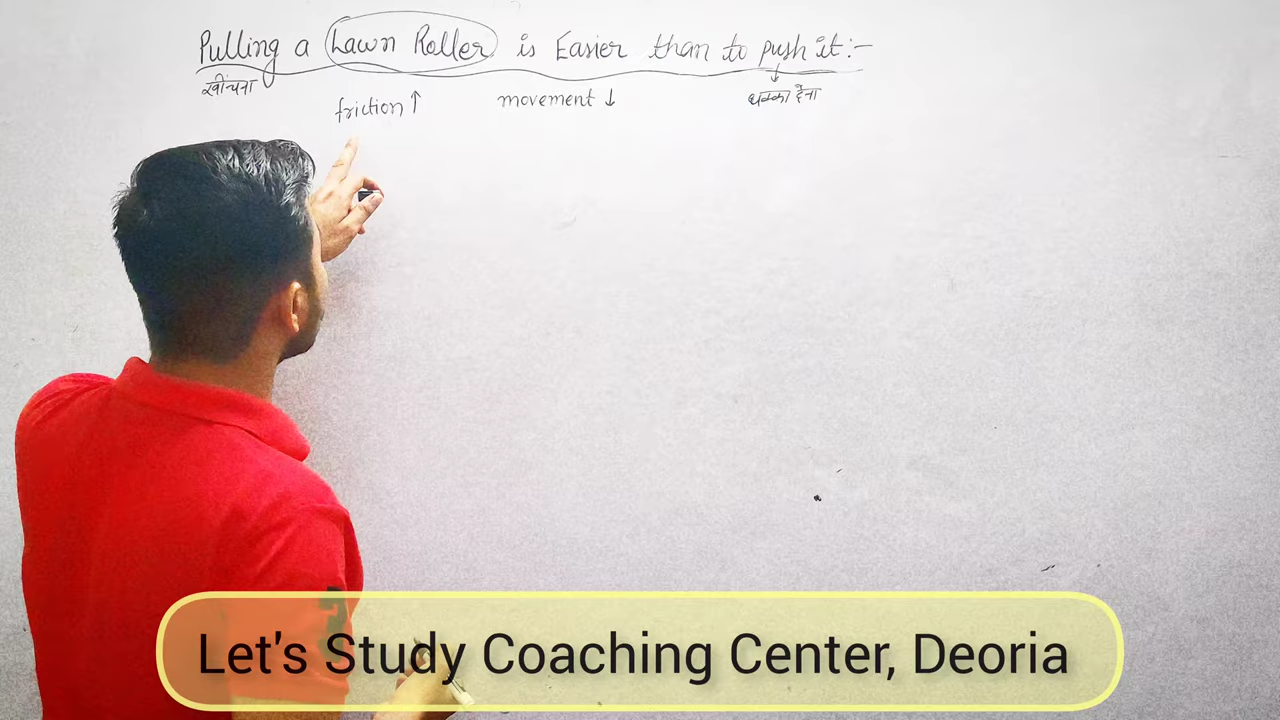 Pulling a Lawn Roller is Easier than to push it :-
खींचना
धक्का देना
friction ↑ movement ↓
Let's Study Coaching Center, Deoria